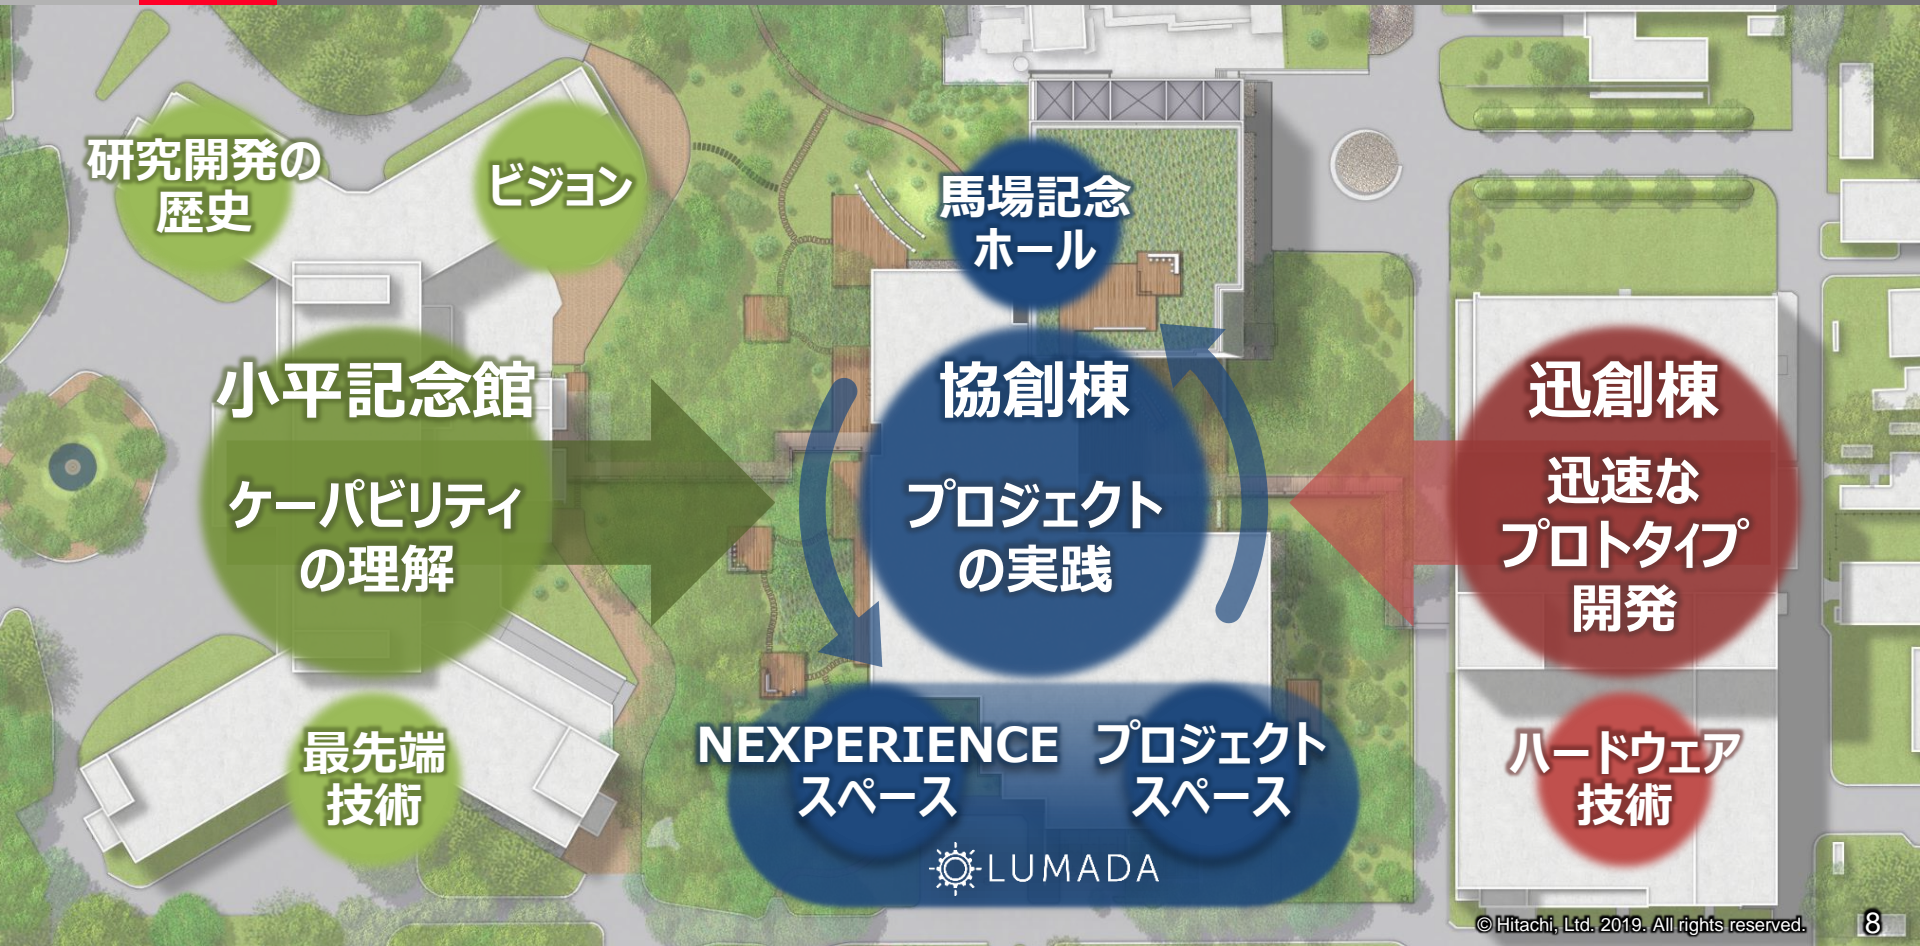 研究開発の
歴史
ビジョン
小平記念館
ケーパビリティ
の理解
最先端
技術
馬場記念
ホール
協創棟
プロジェクト
の実践
NEXPERIENCE
スペース
プロジェクト
スペース
LUMADA
迅創棟
迅速な
プロトタイプ
開発
ハードウェア
技術
© Hitachi, Ltd. 2019. All rights reserved.
8